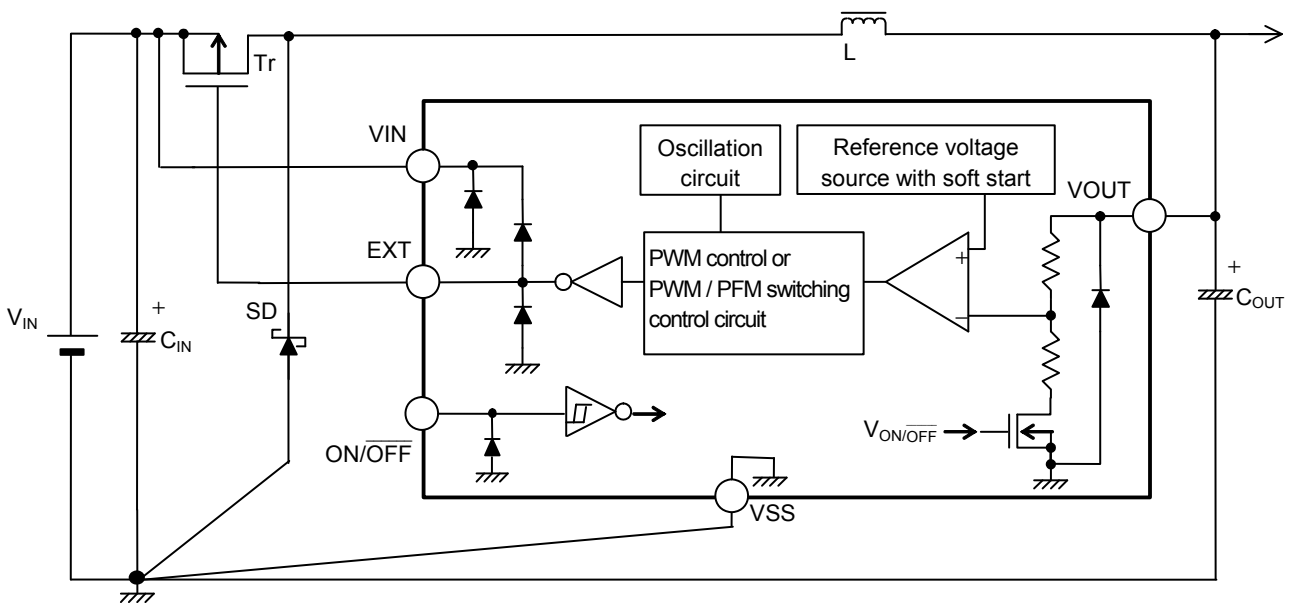 L
Tr
VIN
Oscillation
circuit
Reference voltage
source with soft start
VOUT
EXT
PWM control or
PWM / PFM switching
control circuit
+
−
+
COUT
VIN
+
CIN
SD
ON/OFF
VON/OFF
VSS